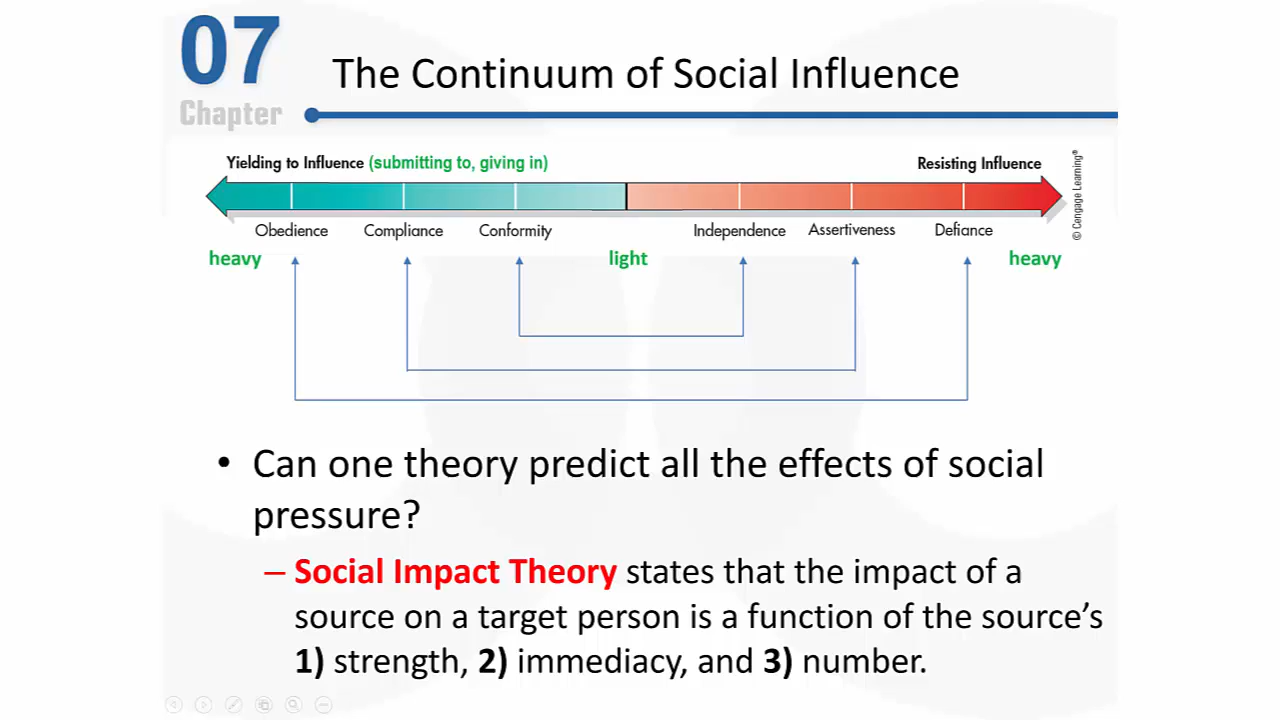 07
Chapter
The Continuum of Social Influence
Yielding to Influence (submitting to, giving in)
Resisting Influence
© Cengage Learning®
Obedience Compliance Conformity Independence Assertiveness Defiance
heavy light heavy
• Can one theory predict all the effects of social
pressure?
– Social Impact Theory states that the impact of a
source on a target person is a function of the source’s
1) strength, 2) immediacy, and 3) number.